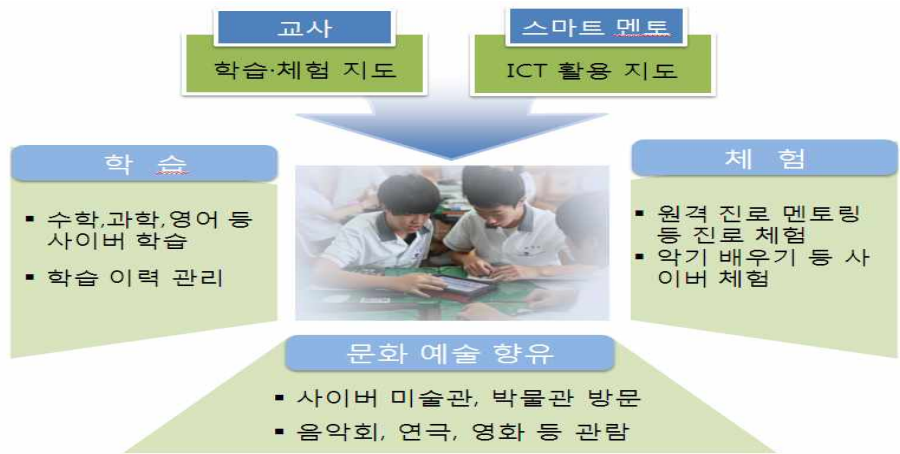 교사
학습·체험 지도
스마트 멘토
ICT 활용 지도
학 습
▪ 수학,과학,영어 등
사이버 학습
▪ 학습 이력 관리
체 험
▪ 원격 진로 멘토링
등 진로 체험
▪ 악기 배우기 등 사
이버 체험
문화 예술 향유
▪ 사이버 미술관, 박물관 방문
▪ 음악회, 연극, 영화 등 관람